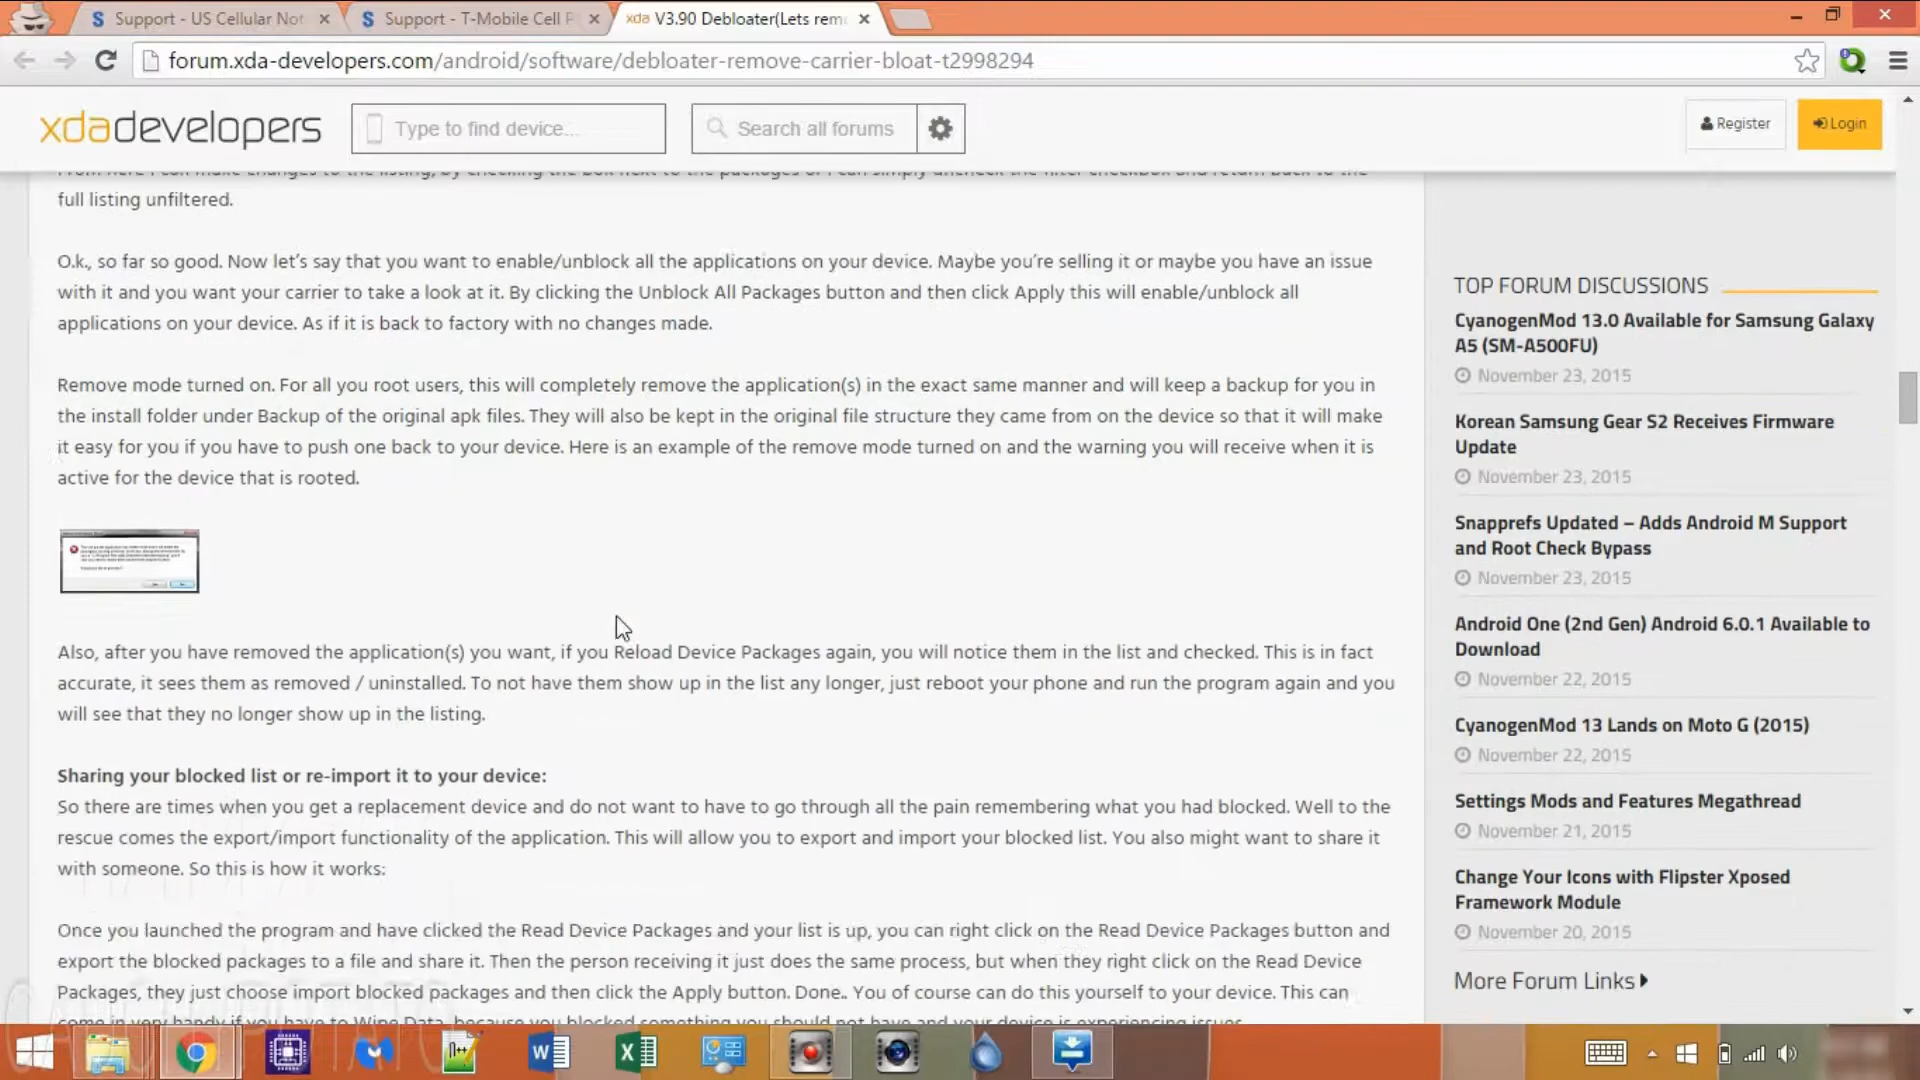 Support - US Cellular Not
Support - T-Mobile Cell P
xda V3.90 Debloater(Lets rem
forum.xda-developers.com/android/software/debloater-remove-carrier-bloat-t2998294
xdadevelopers
Type to find device...
Search all forums
Register
Login
full listing unfiltered.
O.k., so far so good. Now let's say that you want to enable/unblock all the applications on your device. Maybe you're selling it or maybe you have an issue
with it and you want your carrier to take a look at it. By clicking the Unblock All Packages button and then click Apply this will enable/unblock all
applications on your device. As if it is back to factory with no changes made.
Remove mode turned on. For all you root users, this will completely remove the application(s) in the exact same manner and will keep a backup for you in
the install folder under Backup of the original apk files. They will also be kept in the original file structure they came from on the device so that it will make
it easy for you if you have to push one back to your device. Here is an example of the remove mode turned on and the warning you will receive when it is
active for the device that is rooted.
Also, after you have removed the application(s) you want, if you Reload Device Packages again, you will notice them in the list and checked. This is in fact
accurate, it sees them as removed / uninstalled. To not have them show up in the list any longer, just reboot your phone and run the program again and you
will see that they no longer show up in the listing.
Sharing your blocked list or re-import it to your device:
So there are times when you get a replacement device and do not want to have to go through all the pain remembering what you had blocked. Well to the
rescue comes the export/import functionality of the application. This will allow you to export and import your blocked list. You also might want to share it
with someone. So this is how it works:
Once you launched the program and have clicked the Read Device Packages and your list is up, you can right click on the Read Device Packages button and
export the blocked packages to a file and share it. Then the person receiving it just does the same process, but when they right click on the Read Device
Packages, they just choose import blocked packages and then click the Apply button. Done.. You of course can do this yourself to your device. This can
come in very handy if you have to Wipe Data, because you blocked something you should not have and your device is experiencing issues.
TOP FORUM DISCUSSIONS
CyanogenMod 13.0 Available for Samsung Galaxy
A5 (SM-A500FU)
November 23, 2015
Korean Samsung Gear S2 Receives Firmware
Update
November 23, 2015
Snapprefs Updated – Adds Android M Support
and Root Check Bypass
November 23, 2015
Android One (2nd Gen) Android 6.0.1 Available to
Download
November 22, 2015
CyanogenMod 13 Lands on Moto G (2015)
November 22, 2015
Settings Mods and Features Megathread
November 21, 2015
Change Your Icons with Flipster Xposed
Framework Module
November 20, 2015
More Forum Links